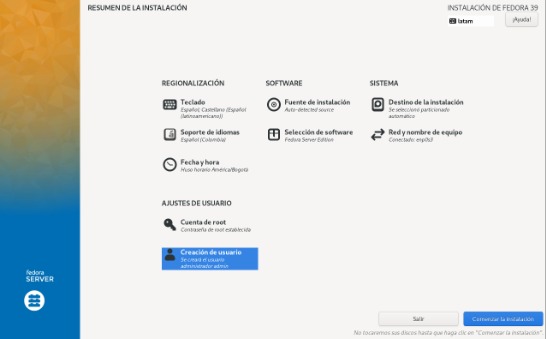 RESUMEN DE LA INSTALACIÓN
INSTALACIÓN DE FEDORA 39
latam
¡Ayuda!
REGIONALIZACIÓN
Teclado
Español; Castellano (Español
(latinoamericano))
Soporte de idiomas
Español (Colombia)
Fecha y hora
Huso horario América/Bogotá
SOFTWARE
Fuente de instalación
Auto-detected source
Selección de software
Fedora Server Edition
SISTEMA
Destino de la instalación
Se seleccionó particionado
automático
Red y nombre de equipo
Conectado: enp0s3
AJUSTES DE USUARIO
Cuenta de root
Contraseña de root establecida
Creación de usuario
Se creará el usuario
administrador admin
fedora
SERVER
Salir
Comenzar la instalación
No tocaremos sus discos hasta que haga clic en "Comenzar la instalación".